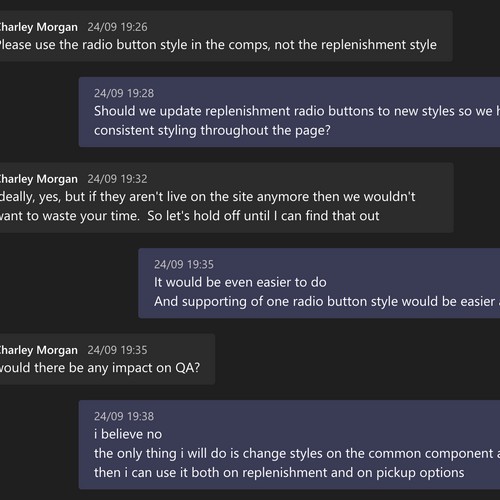 Charley Morgan 24/09 19:26
Please use the radio button style in the comps, not the replenishment style
24/09 19:28
Should we update replenishment radio buttons to new styles so we
consistent styling throughout the page?
Charley Morgan 24/09 19:32
Ideally, yes, but if they aren't live on the site anymore then we wouldn't
want to waste your time. So let's hold off until I can find that out
24/09 19:35
It would be even easier to do
And supporting of one radio button style would be easier
Charley Morgan 24/09 19:35
would there be any impact on QA?
24/09 19:38
i believe no
the only thing i will do is change styles on the common component
then i can use it both on replenishment and on pickup options